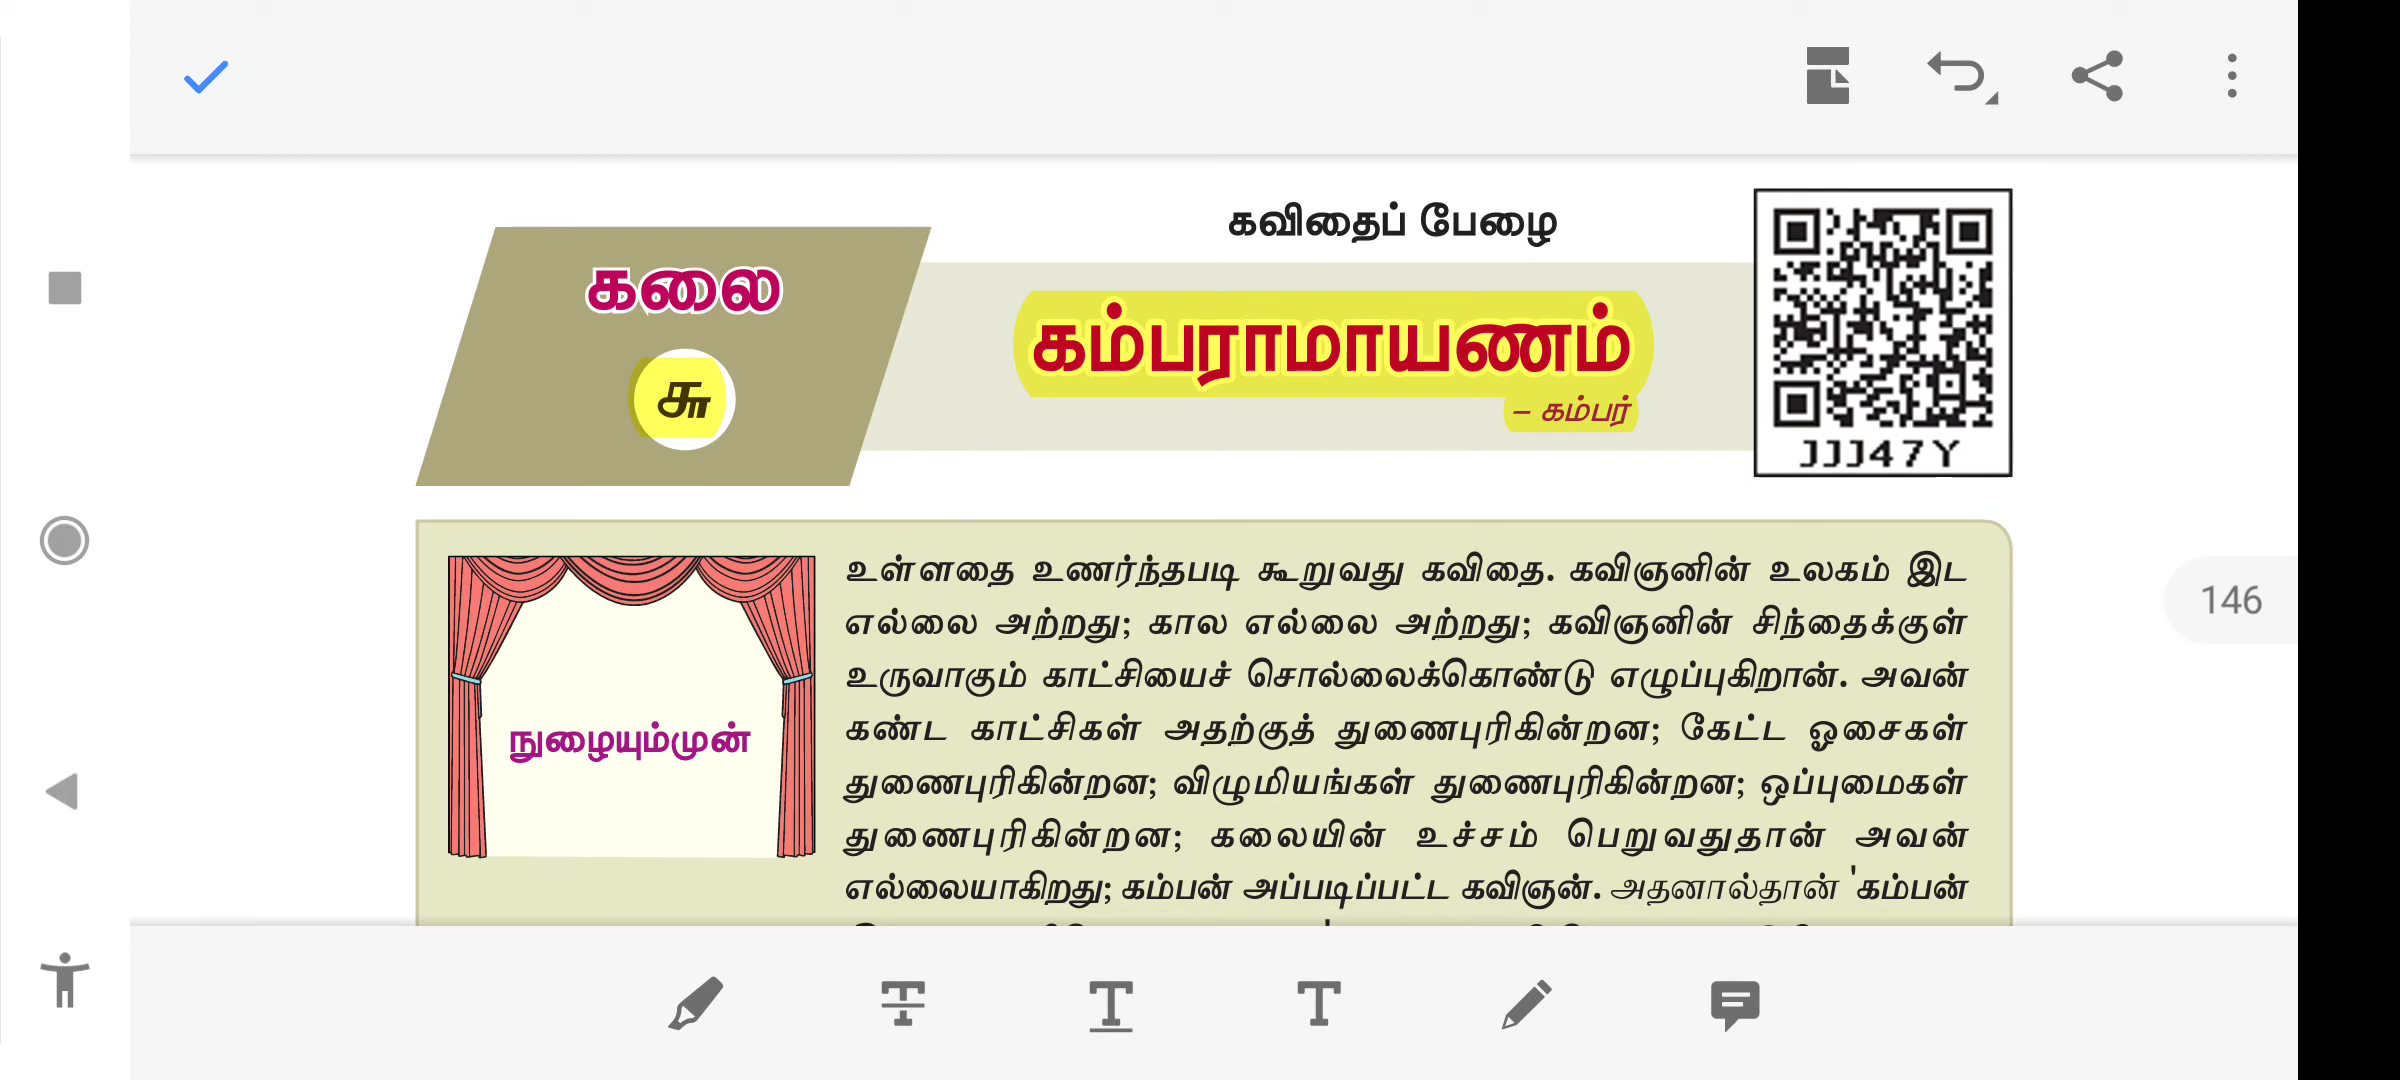 கவிதைப் பேழை
கலை
௬
கம்பராமாயணம்
– கம்பர்
JJJ47Y
நுழையும்முன்
உள்ளதை உணர்ந்தபடி கூறுவது கவிதை. கவிஞனின் உலகம் இட
எல்லை அற்றது; கால எல்லை அற்றது; கவிஞனின் சிந்தைக்குள்
உருவாகும் காட்சியைச் சொல்லைக்கொண்டு எழுப்புகிறான். அவன்
கண்ட காட்சிகள் அதற்குத் துணைபுரிகின்றன; கேட்ட ஓசைகள்
துணைபுரிகின்றன; விழுமியங்கள் துணைபுரிகின்றன; ஒப்புமைகள்
துணைபுரிகின்றன; கலையின் உச்சம் பெறுவதுதான் அவன்
எல்லையாகிறது; கம்பன் அப்படிப்பட்ட கவிஞன். அதனால்தான் 'கம்பன்
146